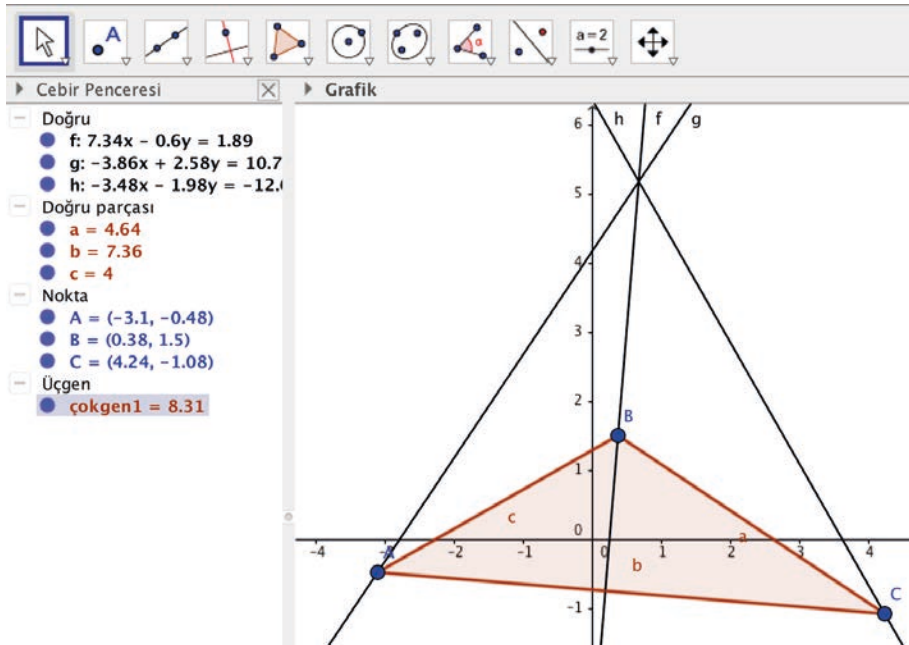 A
α
a=2
Cebir Penceresi
Grafik
Doğru
f: 7.34x – 0.6y = 1.89
g: –3.86x + 2.58y = 10.7
h: –3.48x – 1.98y = –12.
Doğru parçası
a = 4.64
b = 7.36
c = 4
Nokta
A = (–3.1, –0.48)
B = (0.38, 1.5)
C = (4.24, –1.08)
Üçgen
çokgen1 = 8.31
6 h f g
5
4
3
2
B
1
c
0 a
A
–4 –3 –2 –1 0 1 2 3 4
b
C
–1